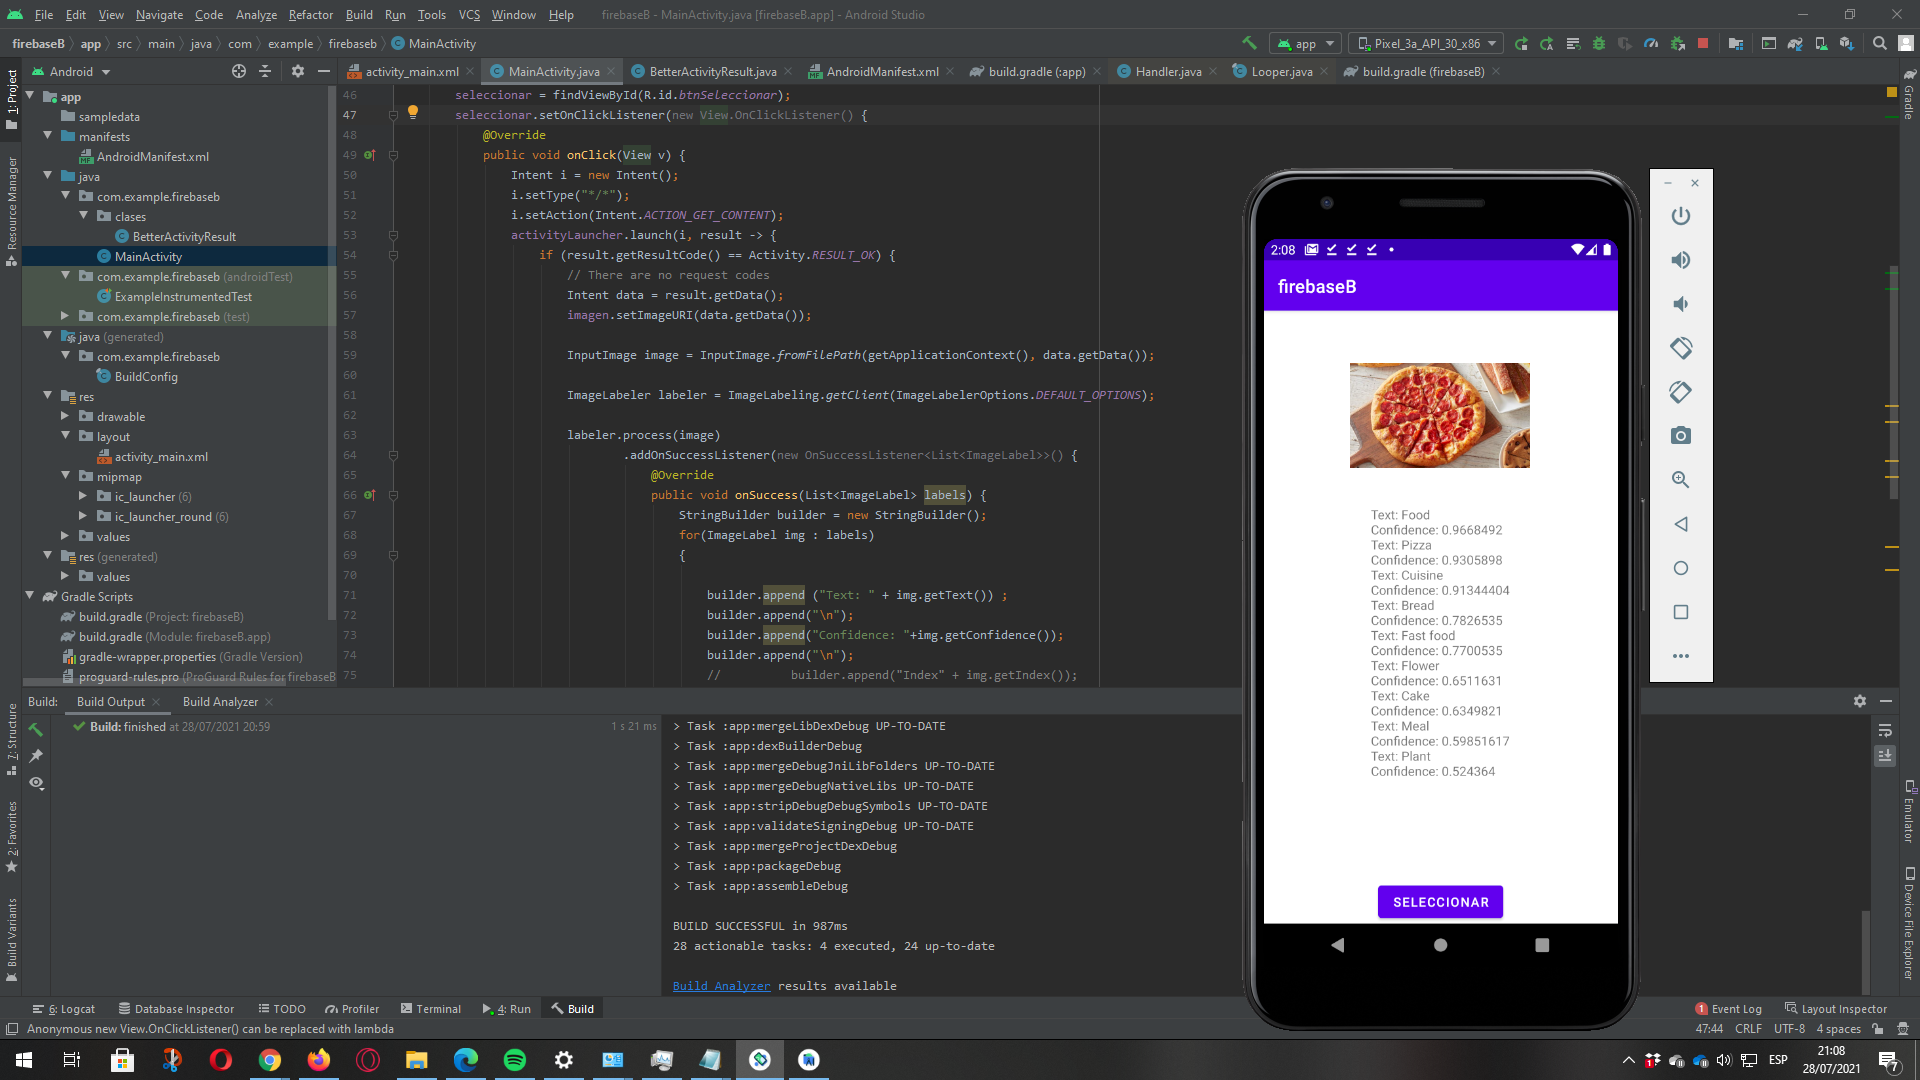 File Edit View Navigate Code Analyze Refactor Build Run Tools VCS Window Help firebaseB - MainActivity.java [firebaseB.app] - Android Studio
firebaseB app src main java com example firebaseb MainActivity app Pixel_3a_API_30_x86
Android activity_main.xml MainActivity.java BetterActivityResult.java AndroidManifest.xml build.gradle (:app) Handler.java Looper.java build.gradle (firebaseB)
1: Project
Resource Manager
7: Structure
2: Favorites
Build Variants
app
sampledata
manifests
AndroidManifest.xml
java
com.example.firebaseb
clases
BetterActivityResult
MainActivity
com.example.firebaseb (androidTest)
ExampleInstrumentedTest
com.example.firebaseb (test)
java (generated)
com.example.firebaseb
BuildConfig
res
drawable
layout
activity_main.xml
mipmap
ic_launcher (6)
ic_launcher_round (6)
values
res (generated)
values
Gradle Scripts
build.gradle (Project: firebaseB)
build.gradle (Module: firebaseB.app)
gradle-wrapper.properties (Gradle Version)
proguard-rules.pro (ProGuard Rules for firebaseB
46 seleccionar = findViewById(R.id.btnSeleccionar);
47 seleccionar.setOnClickListener(new View.OnClickListener() {
48 @Override
49 public void onClick(View v) {
50 Intent i = new Intent();
51 i.setType("*/*");
52 i.setAction(Intent.ACTION_GET_CONTENT);
53 activityLauncher.launch(i, result -> {
54 if (result.getResultCode() == Activity.RESULT_OK) {
55 // There are no request codes
56 Intent data = result.getData();
57 imagen.setImageURI(data.getData());
58
59 InputImage image = InputImage.fromFilePath(getApplicationContext(), data.getData());
60
61 ImageLabeler labeler = ImageLabeling.getClient(ImageLabelerOptions.DEFAULT_OPTIONS);
62
63 labeler.process(image)
64 .addOnSuccessListener(new OnSuccessListener<List<ImageLabel>>() {
65 @Override
66 public void onSuccess(List<ImageLabel> labels) {
67 StringBuilder builder = new StringBuilder();
68 for(ImageLabel img : labels)
69 {
70
71 builder.append ("Text: " + img.getText()) ;
72 builder.append("\n");
73 builder.append("Confidence: "+img.getConfidence());
74 builder.append("\n");
75 // builder.append("Index" + img.getIndex());
2:08
firebaseB
Text: Food
Confidence: 0.9668492
Text: Pizza
Confidence: 0.9305898
Text: Cuisine
Confidence: 0.91344404
Text: Bread
Confidence: 0.7826535
Text: Fast food
Confidence: 0.7700535
Text: Flower
Confidence: 0.6511631
Text: Cake
Confidence: 0.6349821
Text: Meal
Confidence: 0.59851617
Text: Plant
Confidence: 0.524364
SELECCIONAR
Gradle
Emulator
Device File Explorer
Build: Build Output Build Analyzer
Build: finished at 28/07/2021 20:59 1 s 21 ms
> Task :app:mergeLibDexDebug UP-TO-DATE
> Task :app:dexBuilderDebug
> Task :app:mergeDebugJniLibFolders UP-TO-DATE
> Task :app:mergeDebugNativeLibs UP-TO-DATE
> Task :app:stripDebugDebugSymbols UP-TO-DATE
> Task :app:validateSigningDebug UP-TO-DATE
> Task :app:mergeProjectDexDebug
> Task :app:packageDebug
> Task :app:assembleDebug
BUILD SUCCESSFUL in 987ms
28 actionable tasks: 4 executed, 24 up-to-date
Build Analyzer results available
6: Logcat Database Inspector TODO Profiler Terminal 4: Run Build 1 Event Log Layout Inspector
Anonymous new View.OnClickListener() can be replaced with lambda 47:44 CRLF UTF-8 4 spaces
ESP
21:08
28/07/2021
7